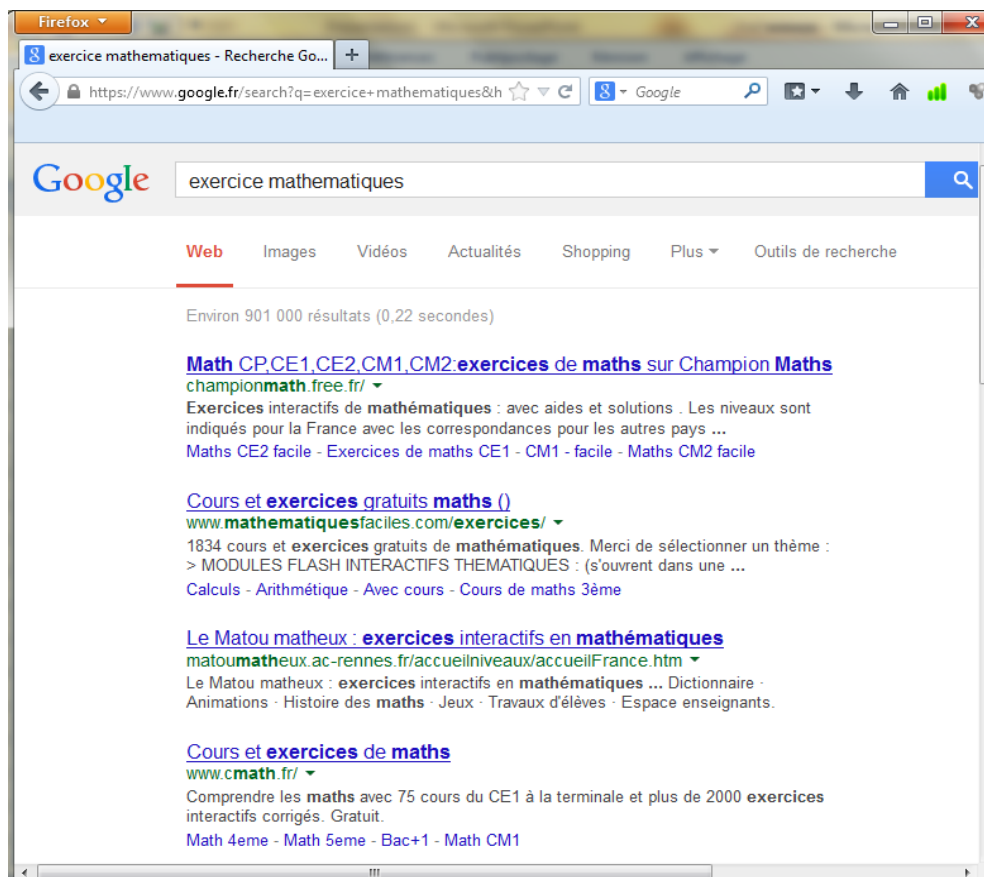 Firefox
exercice mathematiques - Recherche Go...
https://www.google.fr/search?q=exercice+mathematiques&h
Google
Google
exercice mathematiques
Web Images Vidéos Actualités Shopping Plus Outils de recherche
Environ 901 000 résultats (0,22 secondes)
Math CP,CE1,CE2,CM1,CM2:exercices de maths sur Champion Maths
championmath.free.fr/
Exercices interactifs de mathématiques : avec aides et solutions . Les niveaux sont
indiqués pour la France avec les correspondances pour les autres pays ...
Maths CE2 facile - Exercices de maths CE1 - CM1 - facile - Maths CM2 facile
Cours et exercices gratuits maths ()
www.mathematiquesfaciles.com/exercices/
1834 cours et exercices gratuits de mathématiques. Merci de sélectionner un thème :
> MODULES FLASH INTERACTIFS THEMATIQUES : (s'ouvrent dans une ...
Calculs - Arithmétique - Avec cours - Cours de maths 3ème
Le Matou matheux : exercices interactifs en mathématiques
matoumatheux.ac-rennes.fr/accueilniveaux/accueilFrance.htm
Le Matou matheux : exercices interactifs en mathématiques ... Dictionnaire ·
Animations · Histoire des maths · Jeux · Travaux d'élèves · Espace enseignants.
Cours et exercices de maths
www.cmath.fr/
Comprendre les maths avec 75 cours du CE1 à la terminale et plus de 2000 exercices
interactifs corrigés. Gratuit.
Math 4eme - Math 5eme - Bac+1 - Math CM1